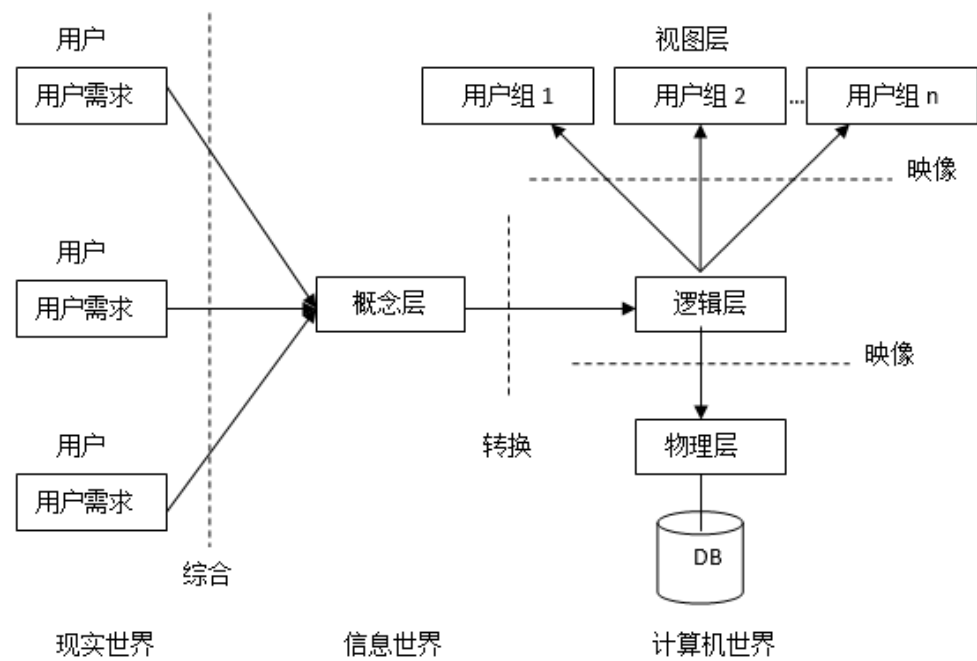 用户
视图层
用户需求
用户组 1
用户组 2
...
用户组 n
映像
用户
用户需求
概念层
逻辑层
映像
用户
转换
物理层
用户需求
DB
综合
现实世界
信息世界
计算机世界